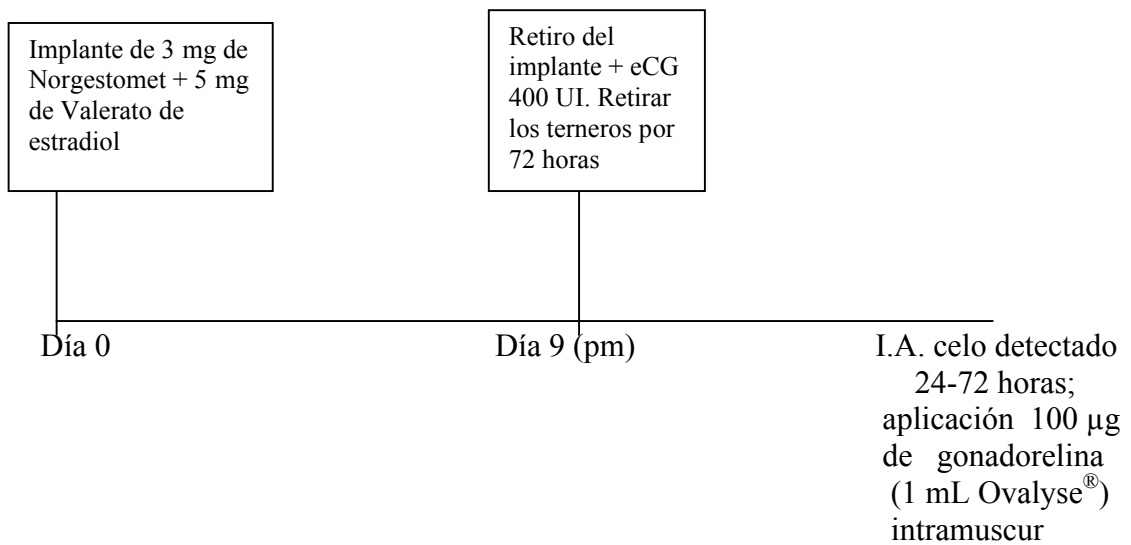 Implante de 3 mg de
Norgestomet + 5 mg
de Valerato de
estradiol
Retiro del
implante + eCG
400 UI. Retirar
los terneros por
72 horas
Día 0
Día 9 (pm)
I.A. celo detectado
24-72 horas;
aplicación 100 µg
de gonadorelina
(1 mL Ovalyse®)
intramuscur